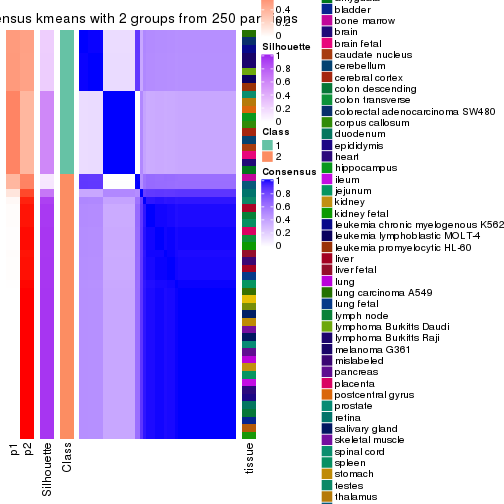 ensus kmeans with 2 groups from 250 partitions
0.4
0.2
0
Silhouette
1
0.8
0.6
0.4
0.2
0
Class
1
2
Consensus
1
0.8
0.6
0.4
0.2
0
p1
p2
Silhouette
Class
tissue
bladder
bone marrow
brain
brain fetal
caudate nucleus
cerebellum
cerebral cortex
colon descending
colon transverse
colorectal adenocarcinoma SW480
corpus callosum
duodenum
epididymis
heart
hippocampus
ileum
jejunum
kidney
kidney fetal
leukemia chronic myelogenous K562
leukemia lymphoblastic MOLT-4
leukemia promyelocytic HL-60
liver
liver fetal
lung
lung carcinoma A549
lung fetal
lymph node
lymphoma Burkitts Daudi
lymphoma Burkitts Raji
melanoma G361
mislabeled
pancreas
placenta
postcentral gyrus
prostate
retina
salivary gland
skeletal muscle
spinal cord
spleen
stomach
testes
thalamus